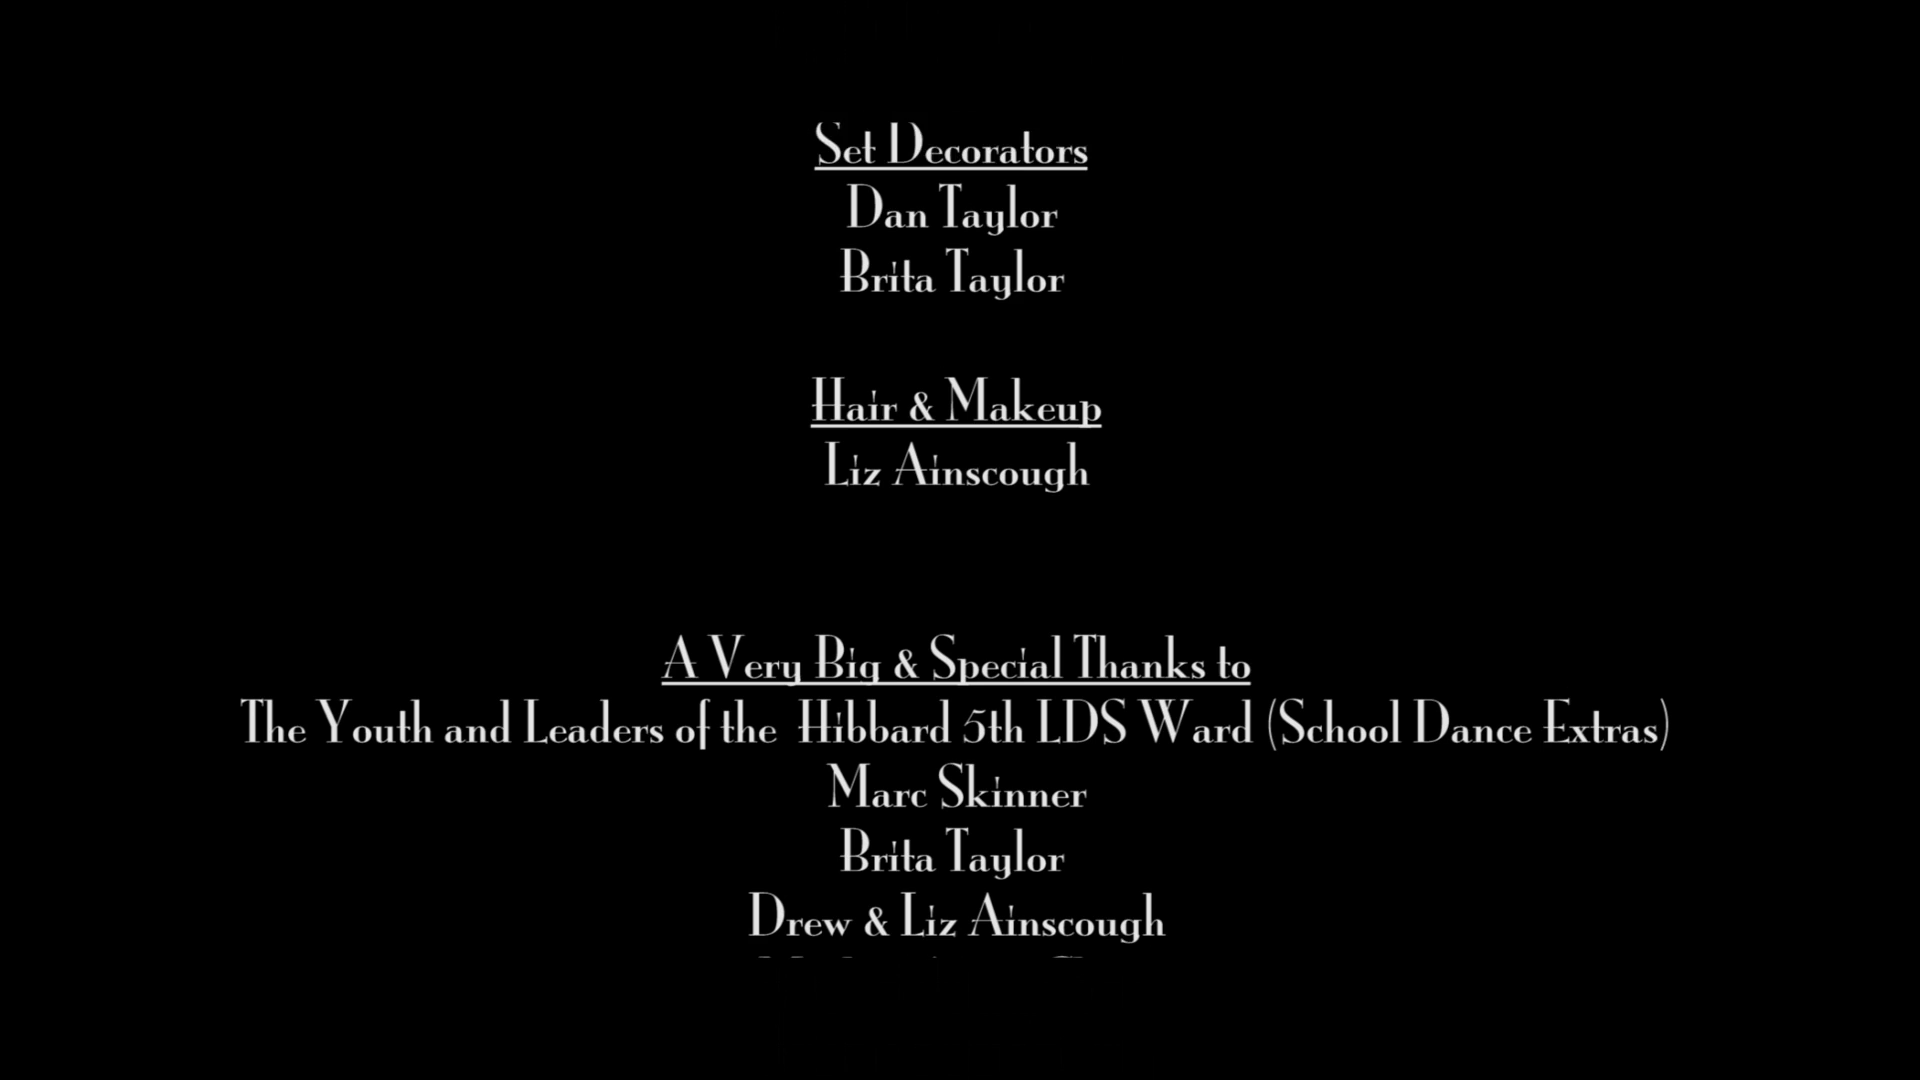 Set Decorators
Dan Taylor
Brita Taylor
Hair & Makeup
Liz Ainscough
A Very Big & Special Thanks to
The Youth and Leaders of the Hibbard 5th LDS Ward (School Dance Extras)
Marc Skinner
Brita Taylor
Drew & Liz Ainscough